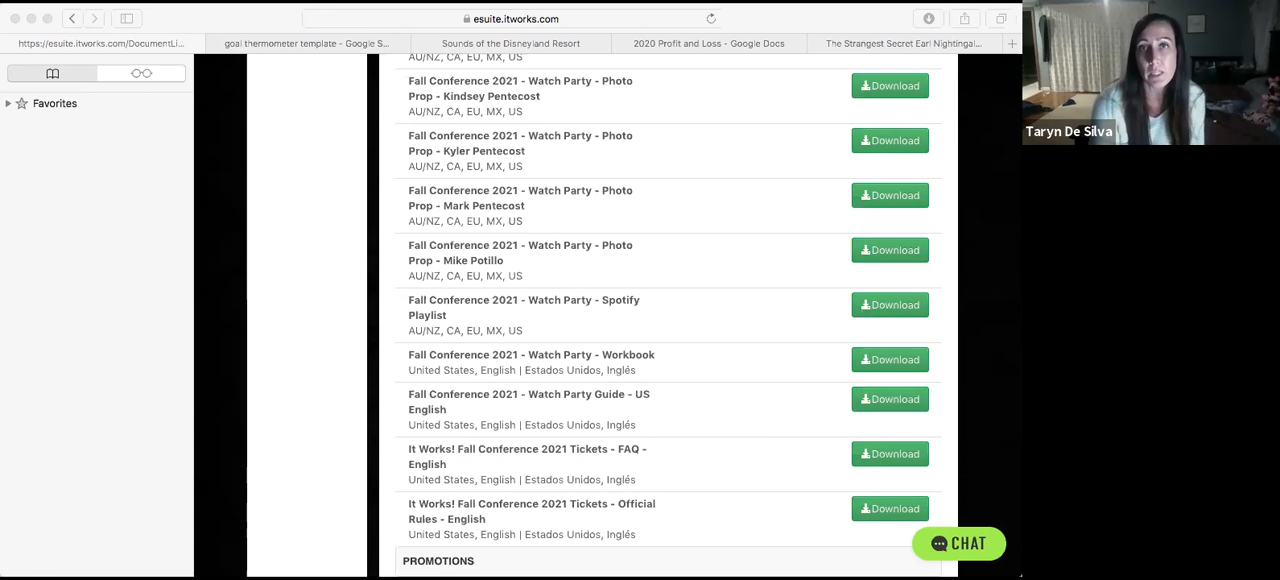 esuite.itworks.com
https://esuite.itworks.com/DocumentLi...
goal thermometer template - Google S...
Sounds of the Disneyland Resort
2020 Profit and Loss - Google Docs
The Strangest Secret Earl Nightingal...
Favorites
AU/NZ, CA, EU, MX, US
Fall Conference 2021 - Watch Party - Photo
Prop - Kindsey Pentecost
AU/NZ, CA, EU, MX, US
Download
Fall Conference 2021 - Watch Party - Photo
Prop - Kyler Pentecost
AU/NZ, CA, EU, MX, US
Download
Fall Conference 2021 - Watch Party - Photo
Prop - Mark Pentecost
AU/NZ, CA, EU, MX, US
Download
Fall Conference 2021 - Watch Party - Photo
Prop - Mike Potillo
AU/NZ, CA, EU, MX, US
Download
Fall Conference 2021 - Watch Party - Spotify
Playlist
AU/NZ, CA, EU, MX, US
Download
Fall Conference 2021 - Watch Party - Workbook
United States, English | Estados Unidos, Inglés
Download
Fall Conference 2021 - Watch Party Guide - US
English
United States, English | Estados Unidos, Inglés
Download
It Works! Fall Conference 2021 Tickets - FAQ -
English
United States, English | Estados Unidos, Inglés
Download
It Works! Fall Conference 2021 Tickets - Official
Rules - English
United States, English | Estados Unidos, Inglés
Download
CHAT
PROMOTIONS
Taryn De Silva